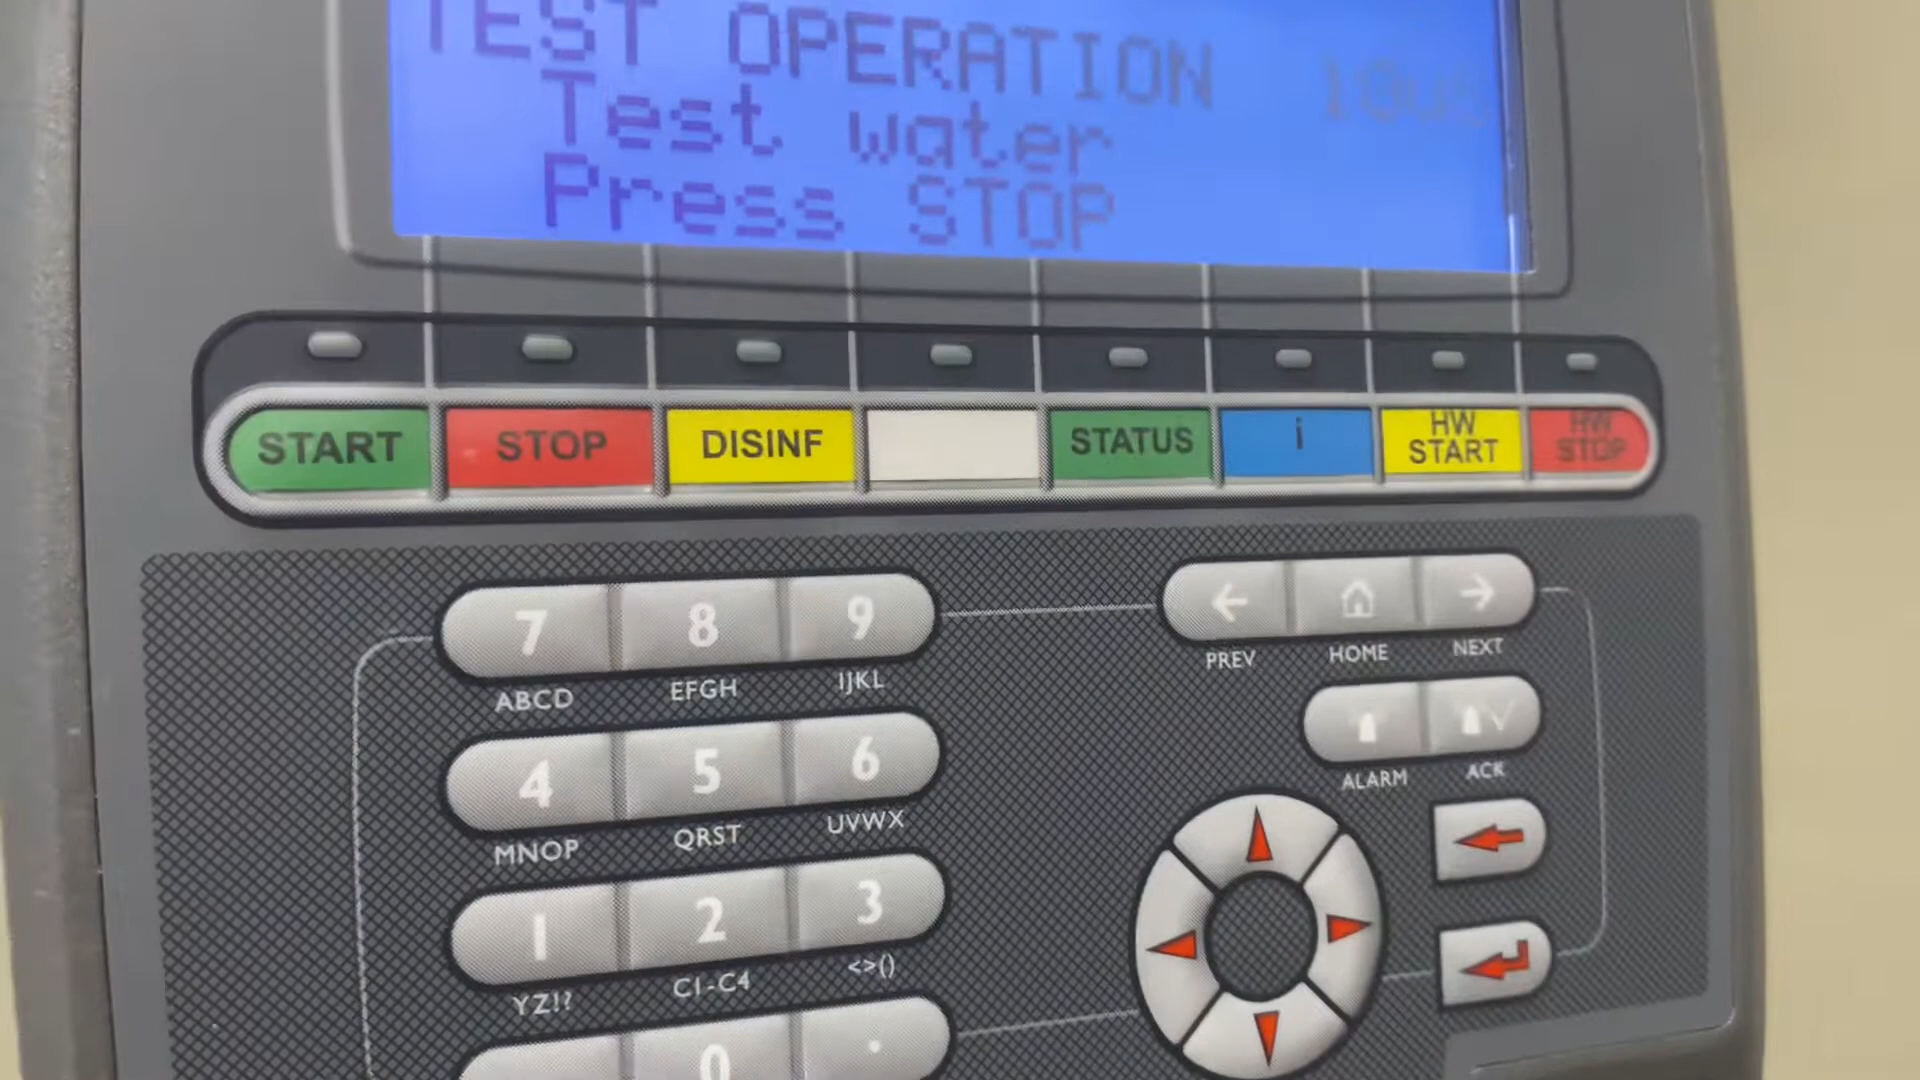 TEST OPERATION
Test water
Press STOP
START
STOP
DISINF
STATUS
i
HW
START
HW
STOP
7
8
9
PREV
HOME
NEXT
ABCD
EFGH
IJKL
4
5
6
ALARM
ACK
MNOP
QRST
UVWX
1
2
3
YZ!?
C1-C4
<>()
0
.